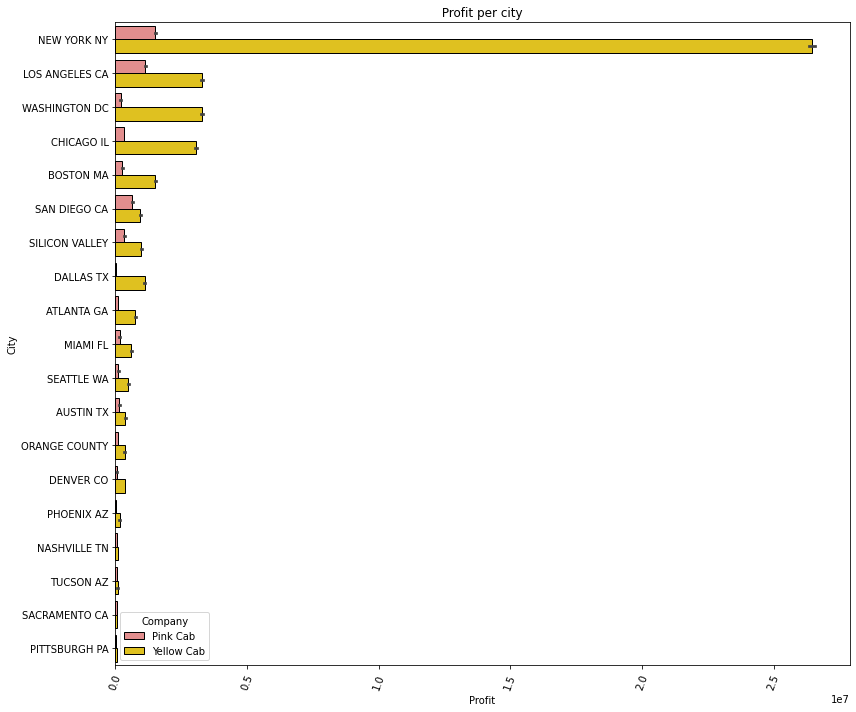 Profit per city
City
NEW YORK NY
LOS ANGELES CA
WASHINGTON DC
CHICAGO IL
BOSTON MA
SAN DIEGO CA
SILICON VALLEY
DALLAS TX
ATLANTA GA
MIAMI FL
SEATTLE WA
AUSTIN TX
ORANGE COUNTY
DENVER CO
PHOENIX AZ
NASHVILLE TN
TUCSON AZ
SACRAMENTO CA
PITTSBURGH PA
Company
Pink Cab
Yellow Cab
0.0 0.5 1.0 1.5 2.0 2.5
1e7
Profit